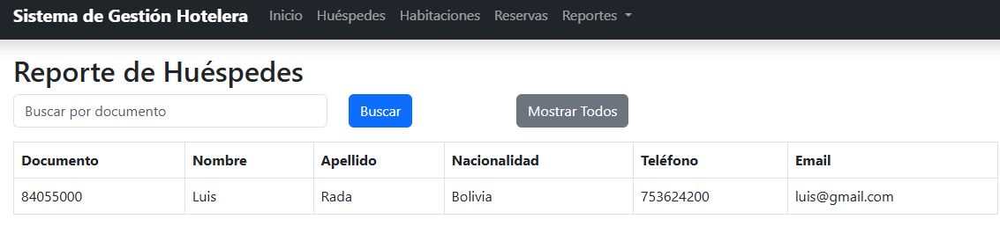 Sistema de Gestión Hotelera Inicio Huéspedes Habitaciones Reservas Reportes
Reporte de Huéspedes
Buscar por documento Buscar Mostrar Todos
Documento Nombre Apellido Nacionalidad Teléfono Email
84055000 Luis Rada Bolivia 753624200 luis@gmail.com